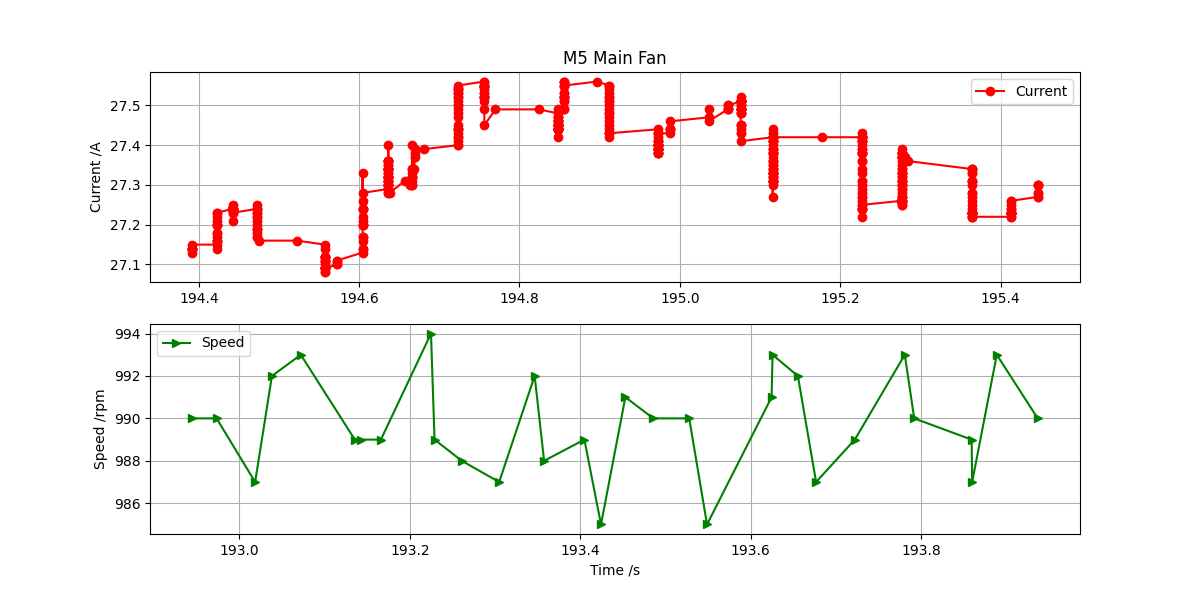 M5 Main Fan
Current /A
27.5
27.4
27.3
27.2
27.1
Current
194.4 194.6 194.8 195.0 195.2 195.4
Speed /rpm
994
992
990
988
986
Speed
193.0 193.2 193.4 193.6 193.8
Time /s